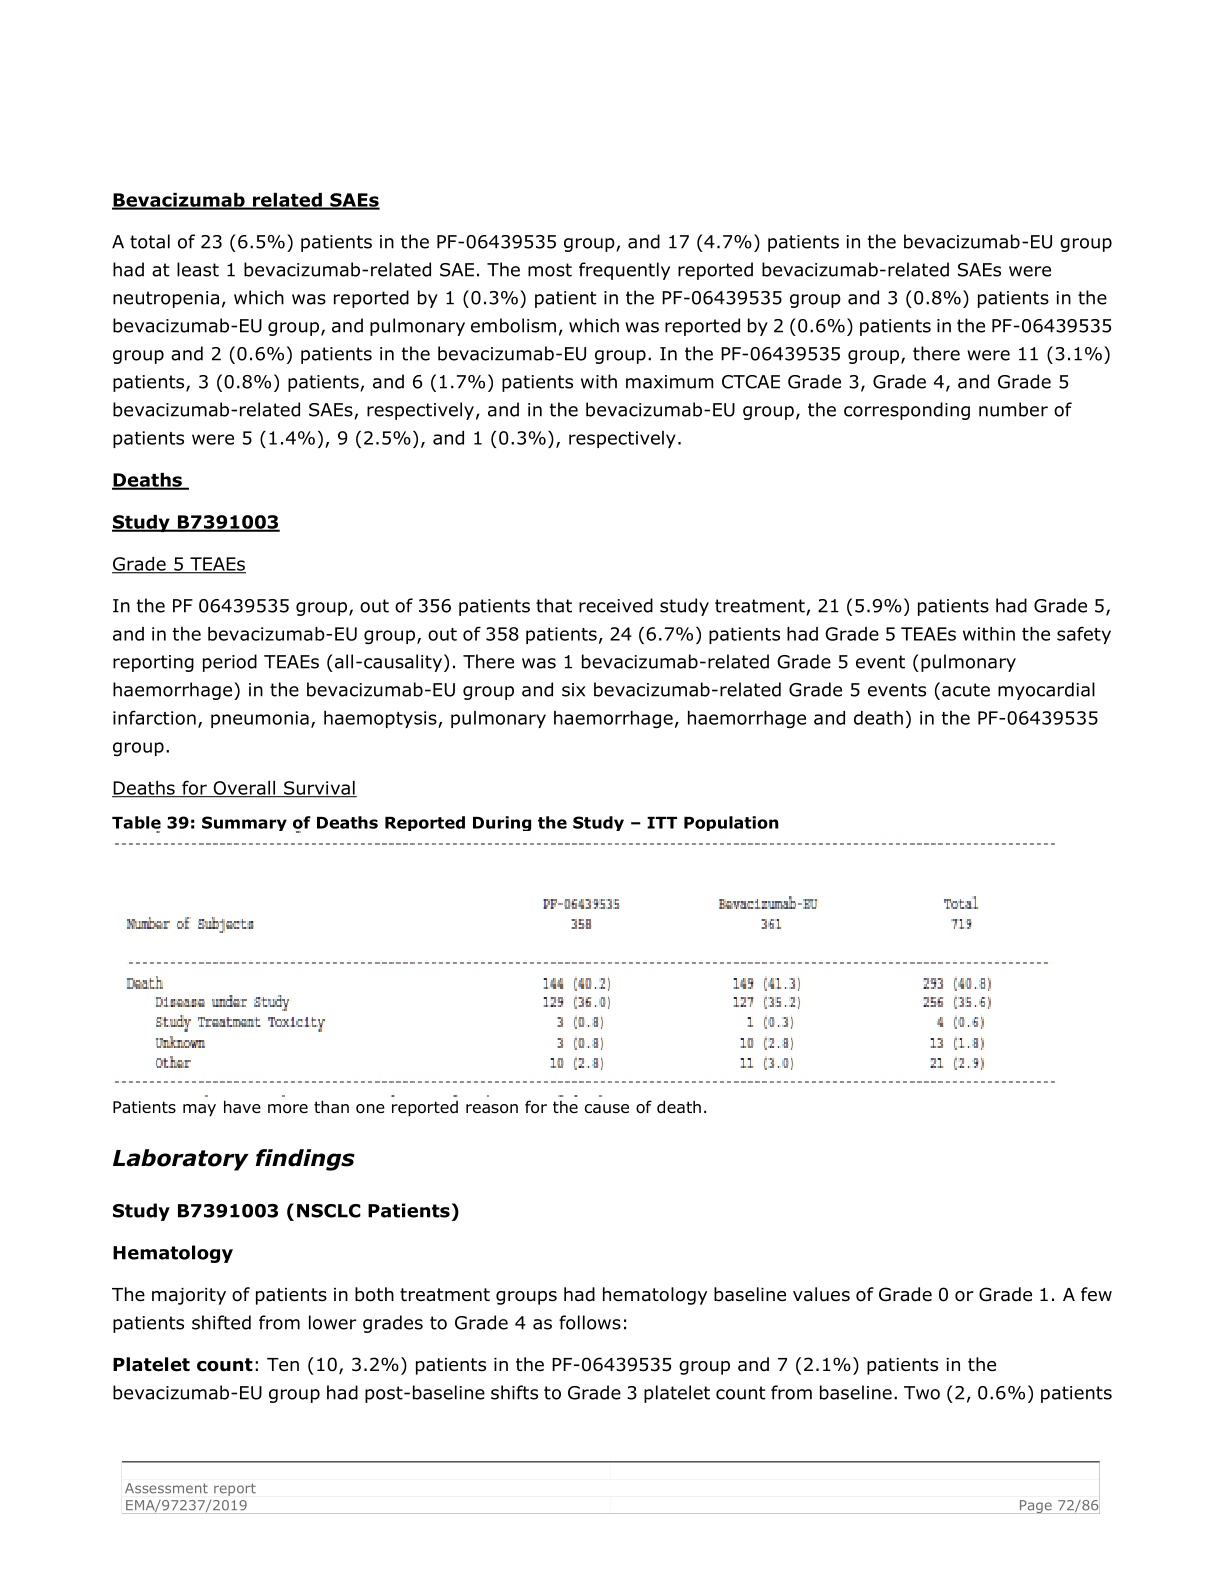 Bevacizumab related SAEs
A total of 23 (6.5%) patients in the PF-06439535 group, and 17 (4.7%) patients in the bevacizumab-EU group
had at least 1 bevacizumab-related SAE. The most frequently reported bevacizumab-related SAEs were
neutropenia, which was reported by 1 (0.3%) patient in the PF-06439535 group and 3 (0.8%) patients in the
bevacizumab-EU group, and pulmonary embolism, which was reported by 2 (0.6%) patients in the PF-06439535
group and 2 (0.6%) patients in the bevacizumab-EU group. In the PF-06439535 group, there were 11 (3.1%)
patients, 3 (0.8%) patients, and 6 (1.7%) patients with maximum CTCAE Grade 3, Grade 4, and Grade 5
bevacizumab-related SAEs, respectively, and in the bevacizumab-EU group, the corresponding number of
patients were 5 (1.4%), 9 (2.5%), and 1 (0.3%), respectively.
Deaths
Study B7391003
Grade 5 TEAEs
In the PF 06439535 group, out of 356 patients that received study treatment, 21 (5.9%) patients had Grade 5,
and in the bevacizumab-EU group, out of 358 patients, 24 (6.7%) patients had Grade 5 TEAEs within the safety
reporting period TEAEs (all-causality). There was 1 bevacizumab-related Grade 5 event (pulmonary
haemorrhage) in the bevacizumab-EU group and six bevacizumab-related Grade 5 events (acute myocardial
infarction, pneumonia, haemoptysis, pulmonary haemorrhage, haemorrhage and death) in the PF-06439535
group.
Deaths for Overall Survival
Table 39: Summary of Deaths Reported During the Study – ITT Population
PF-06439535 Bevacizumab-EU Total
Number of Subjects 358 361 719
Death 144 (40.2) 149 (41.3) 293 (40.8)
Disease under Study 129 (36.0) 127 (35.2) 256 (35.6)
Study Treatment Toxicity 3 (0.8) 1 (0.3) 4 (0.6)
Unknown 3 (0.8) 10 (2.8) 13 (1.8)
Other 10 (2.8) 11 (3.0) 21 (2.9)
Patients may have more than one reported reason for the cause of death.
Laboratory findings
Study B7391003 (NSCLC Patients)
Hematology
The majority of patients in both treatment groups had hematology baseline values of Grade 0 or Grade 1. A few
patients shifted from lower grades to Grade 4 as follows:
Platelet count: Ten (10, 3.2%) patients in the PF-06439535 group and 7 (2.1%) patients in the
bevacizumab-EU group had post-baseline shifts to Grade 3 platelet count from baseline. Two (2, 0.6%) patients
Assessment report
EMA/97237/2019 Page 72/86